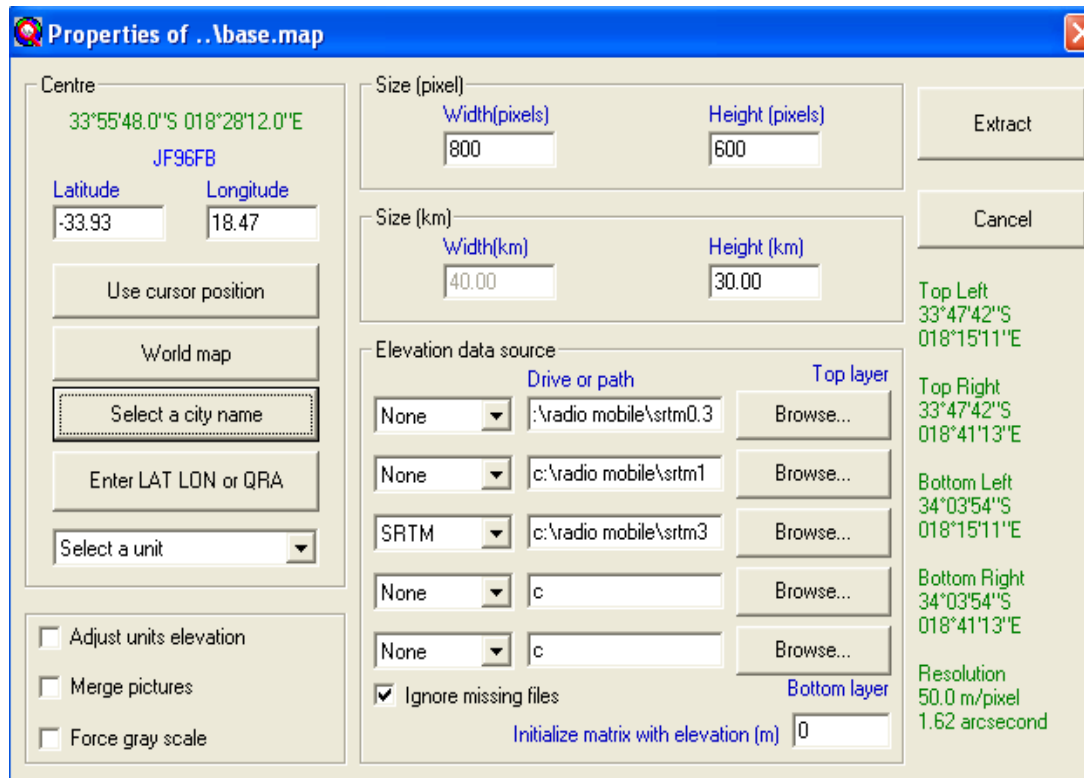 Properties of ..\base.map
Centre
33°55'48.0"S 018°28'12.0"E
JF96FB
Latitude Longitude
-33.93 18.47
Use cursor position
World map
Select a city name
Enter LAT LON or QRA
Select a unit
Adjust units elevation
Merge pictures
Force gray scale
Size (pixel)
Width(pixels) Height (pixels)
800 600
Size (km)
Width(km) Height (km)
40.00 30.00
Elevation data source
Drive or path Top layer
None :\radio mobile\srtm0.3 Browse...
None c:\radio mobile\srtm1 Browse...
SRTM c:\radio mobile\srtm3 Browse...
None c Browse...
None c Browse...
Ignore missing files Bottom layer
Initialize matrix with elevation (m) 0
Extract
Cancel
Top Left
33°47'42"S
018°15'11"E
Top Right
33°47'42"S
018°41'13"E
Bottom Left
34°03'54"S
018°15'11"E
Bottom Right
34°03'54"S
018°41'13"E
Resolution
50.0 m/pixel
1.62 arcsecond